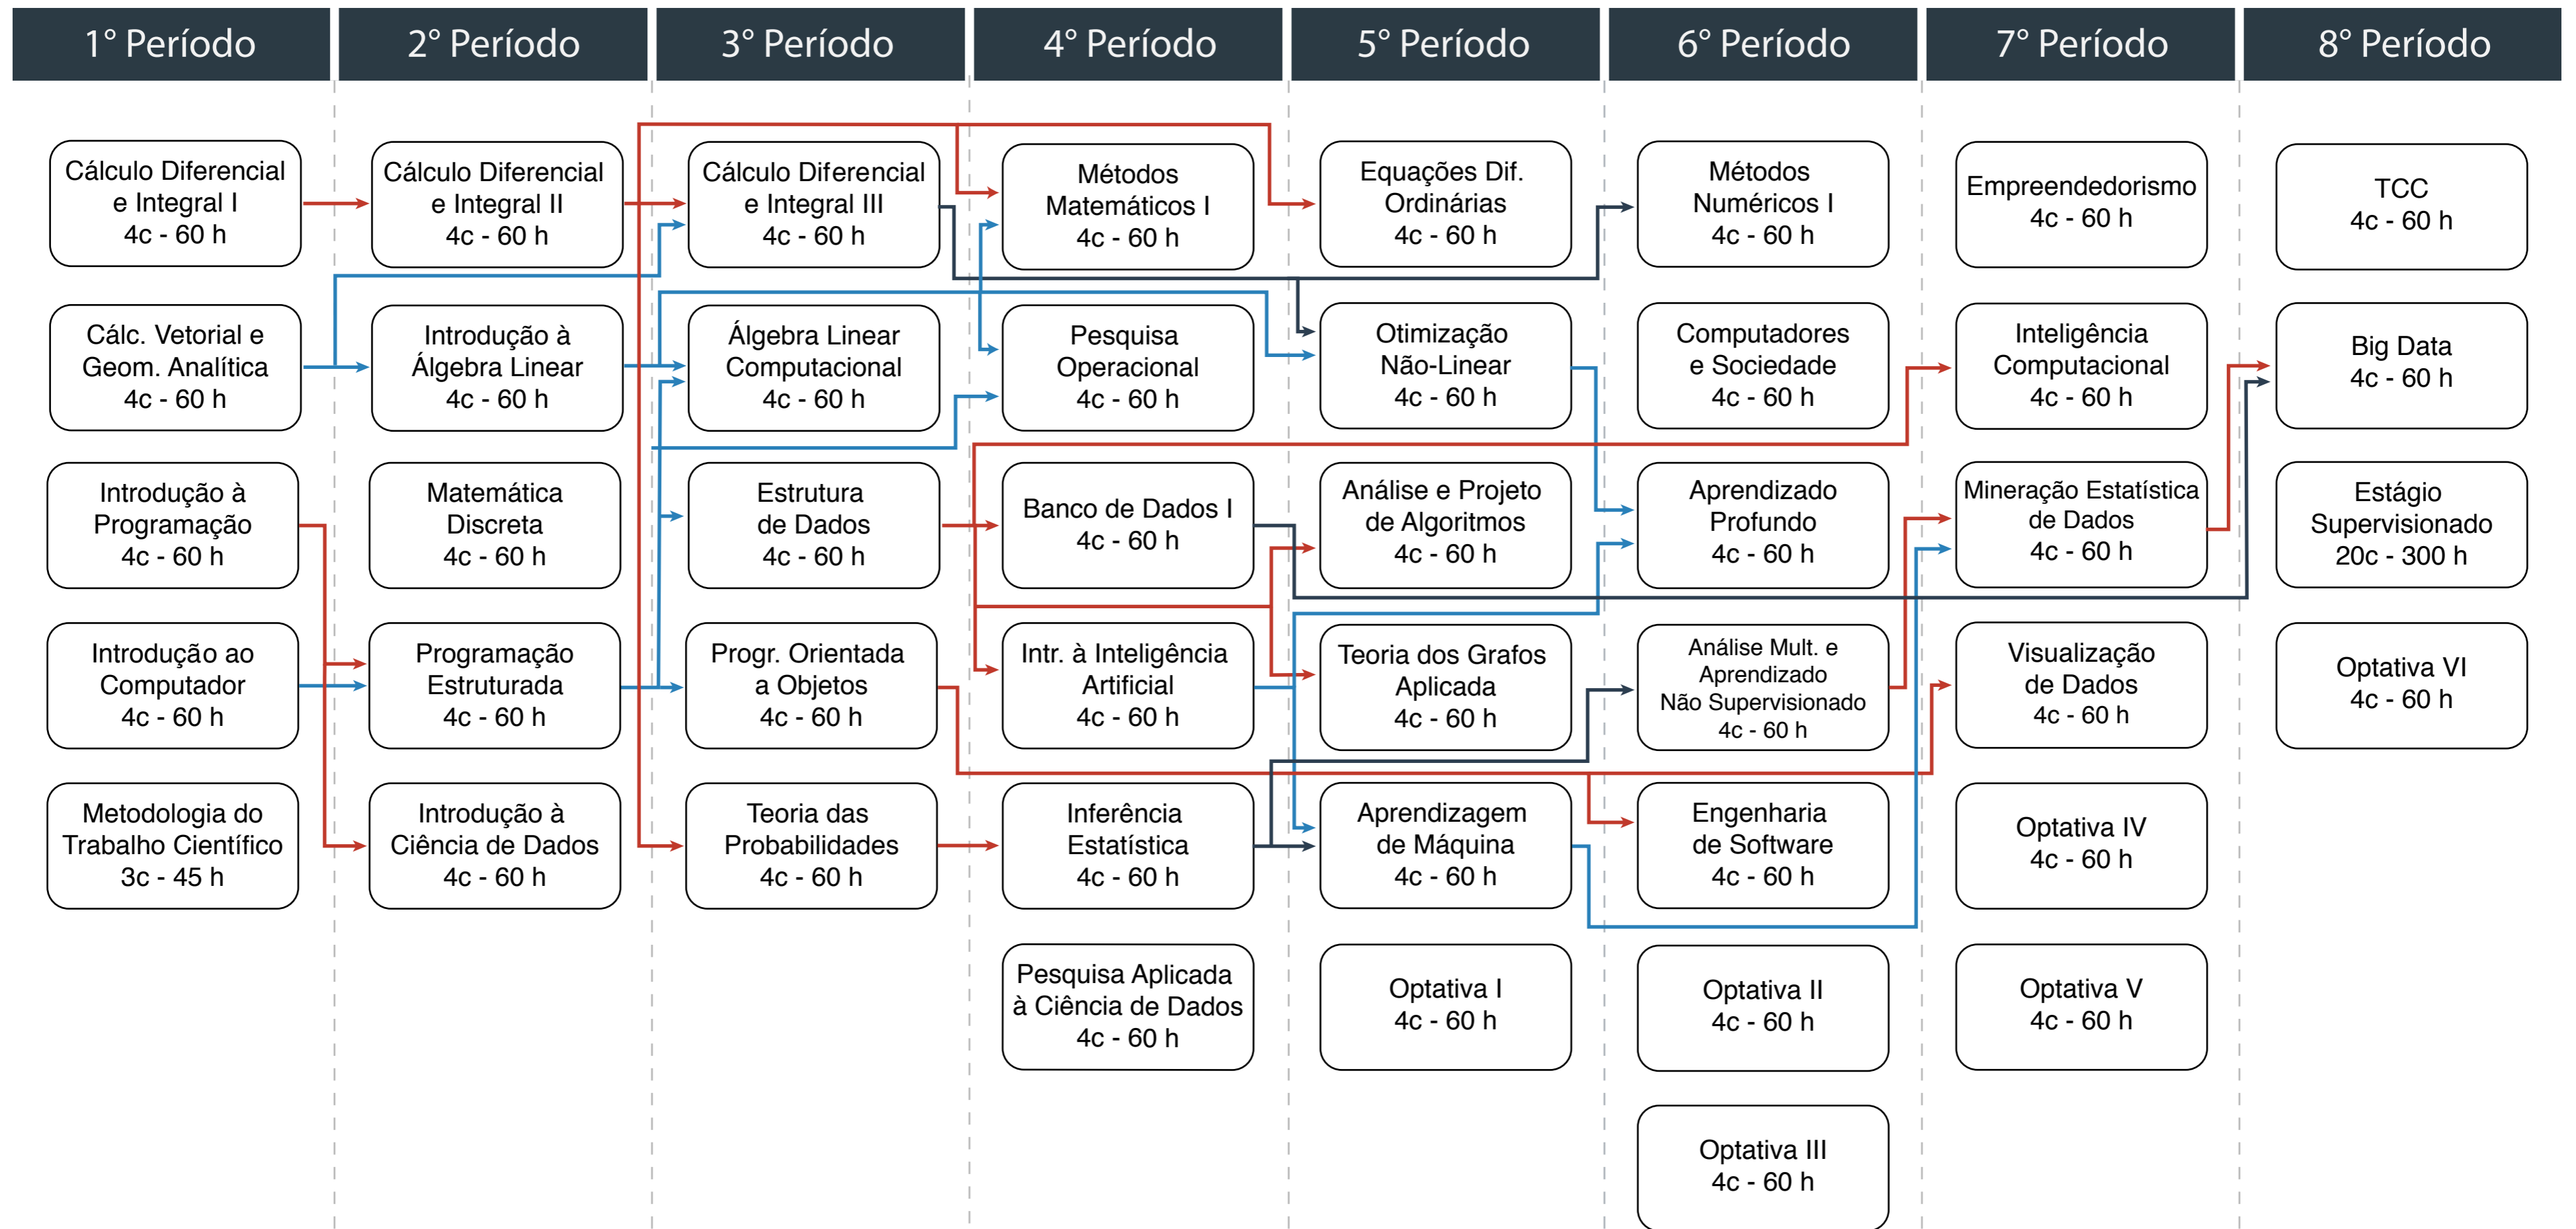 1° Período
2° Período
3° Período
4° Período
5° Período
6° Período
7° Período
8° Período
Cálculo Diferencial
e Integral I
4c - 60 h
Cálc. Vetorial e
Geom. Analítica
4c - 60 h
Introdução à
Programação
4c - 60 h
Introdução ao
Computador
4c - 60 h
Metodologia do
Trabalho Científico
3c - 45 h
Cálculo Diferencial
e Integral II
4c - 60 h
Introdução à
Álgebra Linear
4c - 60 h
Matemática
Discreta
4c - 60 h
Programação
Estruturada
4c - 60 h
Introdução à
Ciência de Dados
4c - 60 h
Cálculo Diferencial
e Integral III
4c - 60 h
Álgebra Linear
Computacional
4c - 60 h
Estrutura
de Dados
4c - 60 h
Progr. Orientada
a Objetos
4c - 60 h
Teoria das
Probabilidades
4c - 60 h
Métodos
Matemáticos I
4c - 60 h
Pesquisa
Operacional
4c - 60 h
Banco de Dados I
4c - 60 h
Intr. à Inteligência
Artificial
4c - 60 h
Inferência
Estatística
4c - 60 h
Pesquisa Aplicada
à Ciência de Dados
4c - 60 h
Equações Dif.
Ordinárias
4c - 60 h
Otimização
Não-Linear
4c - 60 h
Análise e Projeto
de Algoritmos
4c - 60 h
Teoria dos Grafos
Aplicada
4c - 60 h
Aprendizagem
de Máquina
4c - 60 h
Optativa I
4c - 60 h
Métodos
Numéricos I
4c - 60 h
Computadores
e Sociedade
4c - 60 h
Aprendizado
Profundo
4c - 60 h
Análise Mult. e
Aprendizado
Não Supervisionado
4c - 60 h
Engenharia
de Software
4c - 60 h
Optativa II
4c - 60 h
Optativa III
4c - 60 h
Empreendedorismo
4c - 60 h
Inteligência
Computacional
4c - 60 h
Mineração Estatística
de Dados
4c - 60 h
Visualização
de Dados
4c - 60 h
Optativa IV
4c - 60 h
Optativa V
4c - 60 h
TCC
4c - 60 h
Big Data
4c - 60 h
Estágio
Supervisionado
20c - 300 h
Optativa VI
4c - 60 h